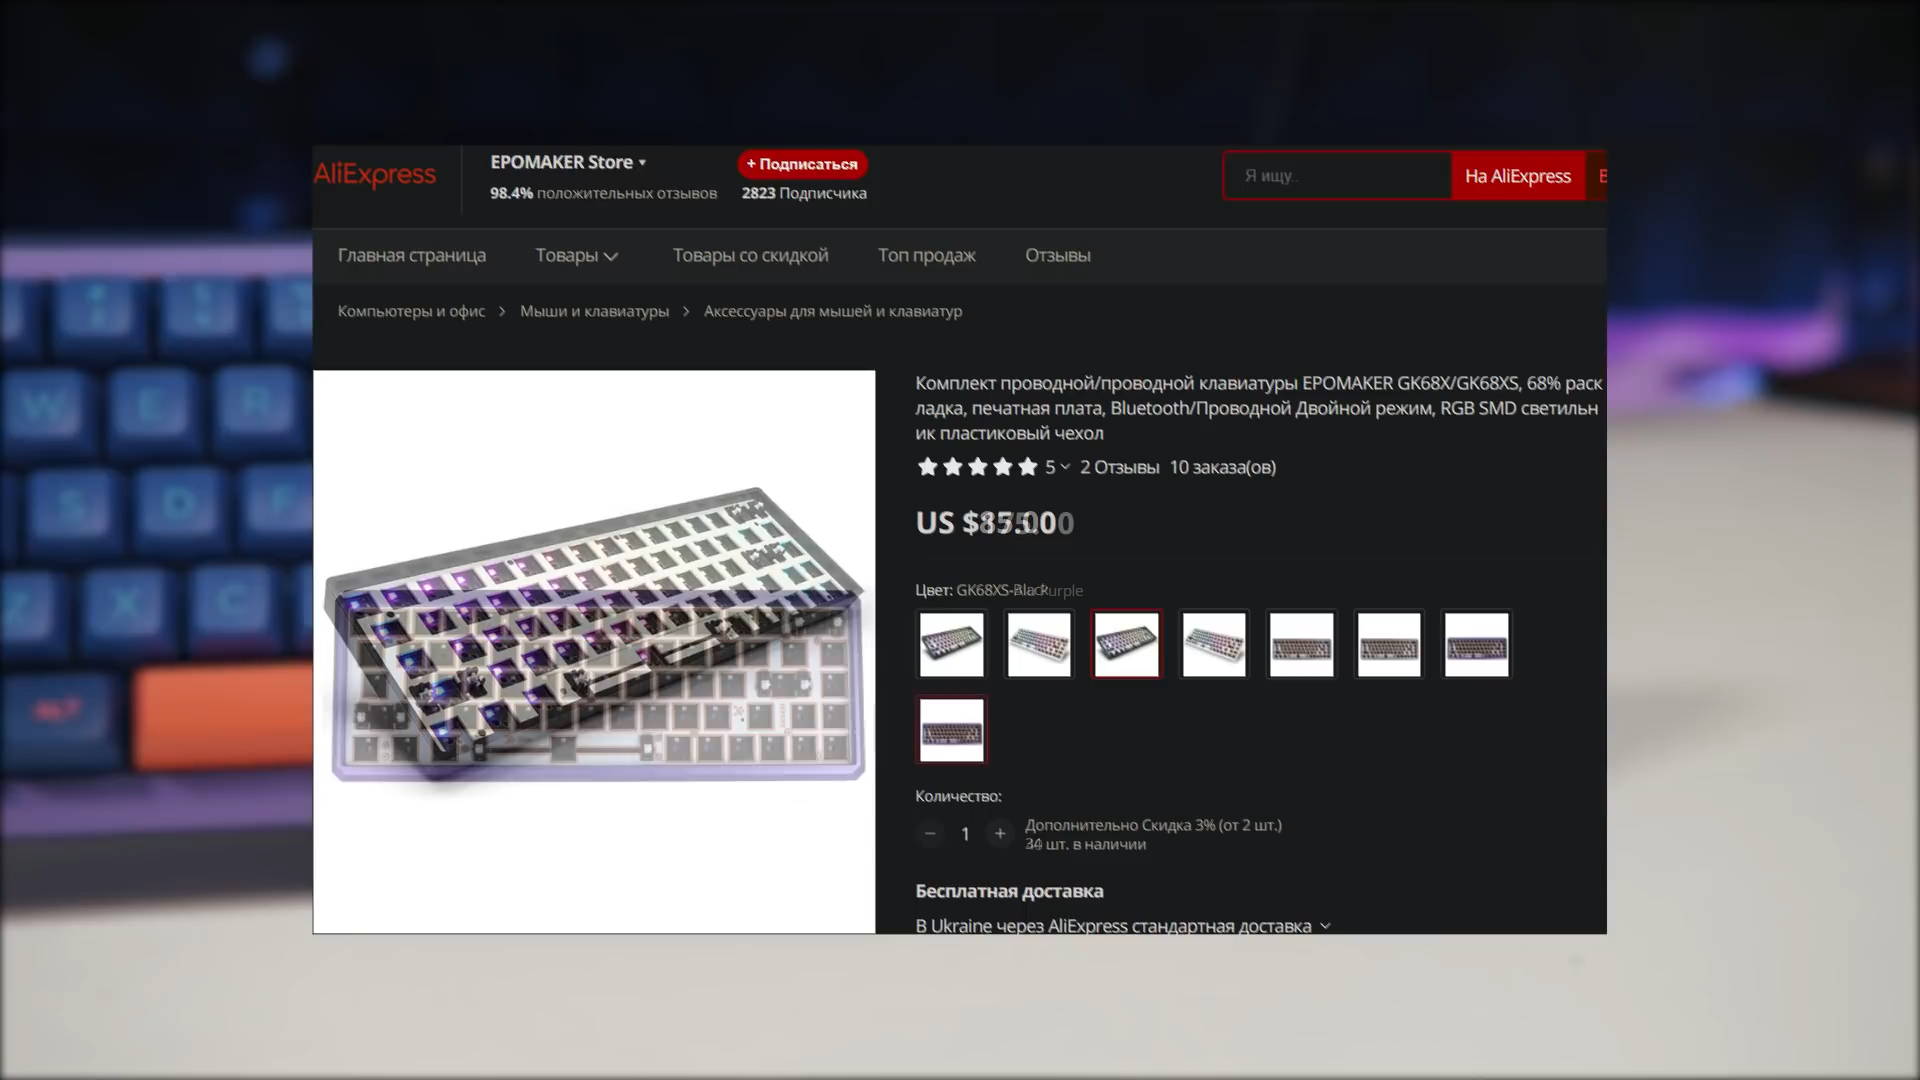 AliExpress
EPOMAKER Store
+ Подписаться
98.4% положительных отзывов
2823 Подписчика
Я ищу..
На AliExpress
В
Главная страница
Товары
Товары со скидкой
Топ продаж
Отзывы
Компьютеры и офис > Мыши и клавиатуры > Аксессуары для мышей и клавиатур
Комплект проводной/проводной клавиатуры EPOMAKER GK68X/GK68XS, 68% раск
ладка, печатная плата, Bluetooth/Проводной Двойной режим, RGB SMD светильн
ик пластиковый чехол
5 2 Отзывы 10 заказа(ов)
US
Цвет: GK68XS-
Количество:
1
Дополнительно Скидка 3% (от 2 шт.)
шт. в наличии
Бесплатная доставка
В Ukraine через AliExpress стандартная доставка
W E R
S D F
Z X C
ALT